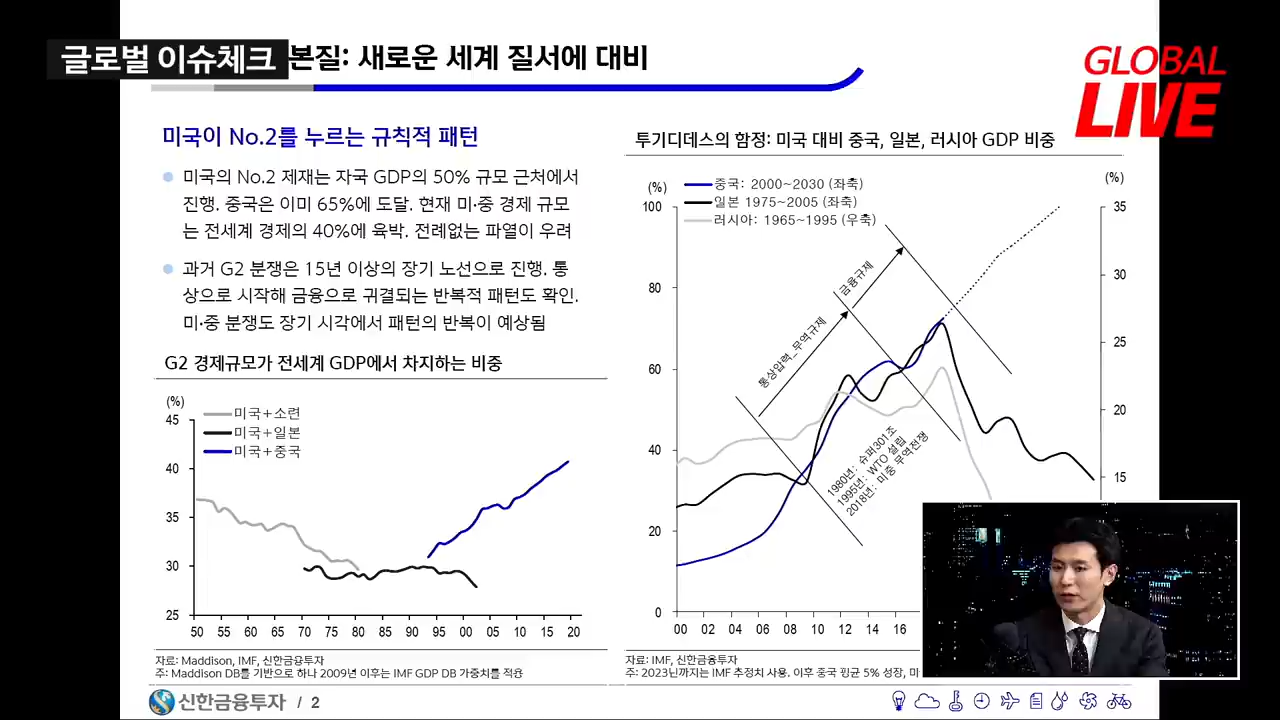 글로벌 이슈체크
본질: 새로운 세계 질서에 대비
GLOBAL
LIVE
미국이 No.2를 누르는 규칙적 패턴
미국의 No.2 제재는 자국 GDP의 50% 규모 근처에서
진행. 중국은 이미 65%에 도달. 현재 미·중 경제 규모
는 전세계 경제의 40%에 육박. 전례없는 파열이 우려
과거 G2 분쟁은 15년 이상의 장기 노선으로 진행. 통
상으로 시작해 금융으로 귀결되는 반복적 패턴도 확인.
미·중 분쟁도 장기 시각에서 패턴의 반복이 예상됨
G2 경제규모가 전세계 GDP에서 차지하는 비중
(%)
미국+소련
미국+일본
미국+중국
45
40
35
30
25
50 55 60 65 70 75 80 85 90 95 00 05 10 15 20
자료: Maddison, IMF, 신한금융투자
주: Maddison DB를 기반으로 하나 2009년 이후는 IMF GDP DB 가중치를 적용
투기디데스의 함정: 미국 대비 중국, 일본, 러시아 GDP 비중
(%)
(%)
중국: 2000~2030 (좌축)
일본 1975~2005 (좌축)
러시아: 1965~1995 (우축)
100
80
60
40
20
0
35
30
25
20
15
금융규제
통상압력_무역규제
1980년: 슈퍼301조
1995년: WTO 설립
2018년: 미중 무역전쟁
00 02 04 06 08 10 12 14 16
자료: IMF, 신한금융투자
주: 2023년까지는 IMF 추정치 사용. 이후 중국 평균 5% 성장, 미
신한금융투자 / 2